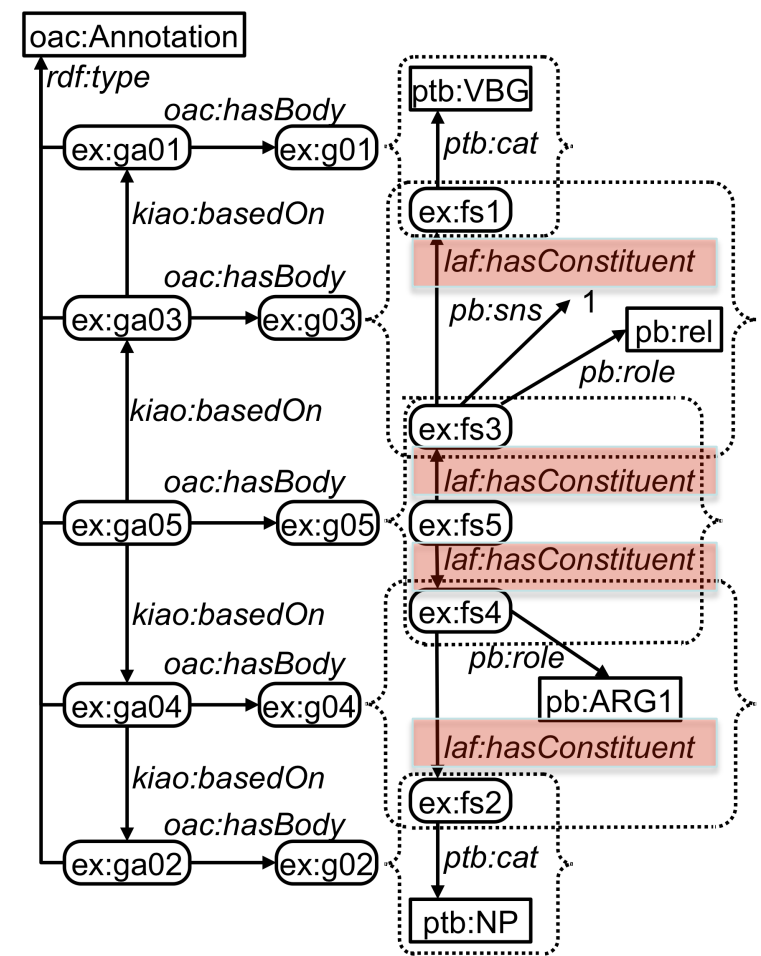 oac:Annotation
rdf:type
oac:hasBody
ptb:VBG
ex:ga01
ex:g01
ptb:cat
kiao:basedOn
ex:fs1
laf:hasConstituent
oac:hasBody
pb:sns
1
ex:ga03
ex:g03
pb:rel
pb:role
kiao:basedOn
ex:fs3
laf:hasConstituent
oac:hasBody
ex:ga05
ex:g05
ex:fs5
laf:hasConstituent
kiao:basedOn
ex:fs4
oac:hasBody
pb:role
ex:ga04
ex:g04
pb:ARG1
laf:hasConstituent
kiao:basedOn
ex:fs2
oac:hasBody
ex:ga02
ex:g02
ptb:cat
ptb:NP